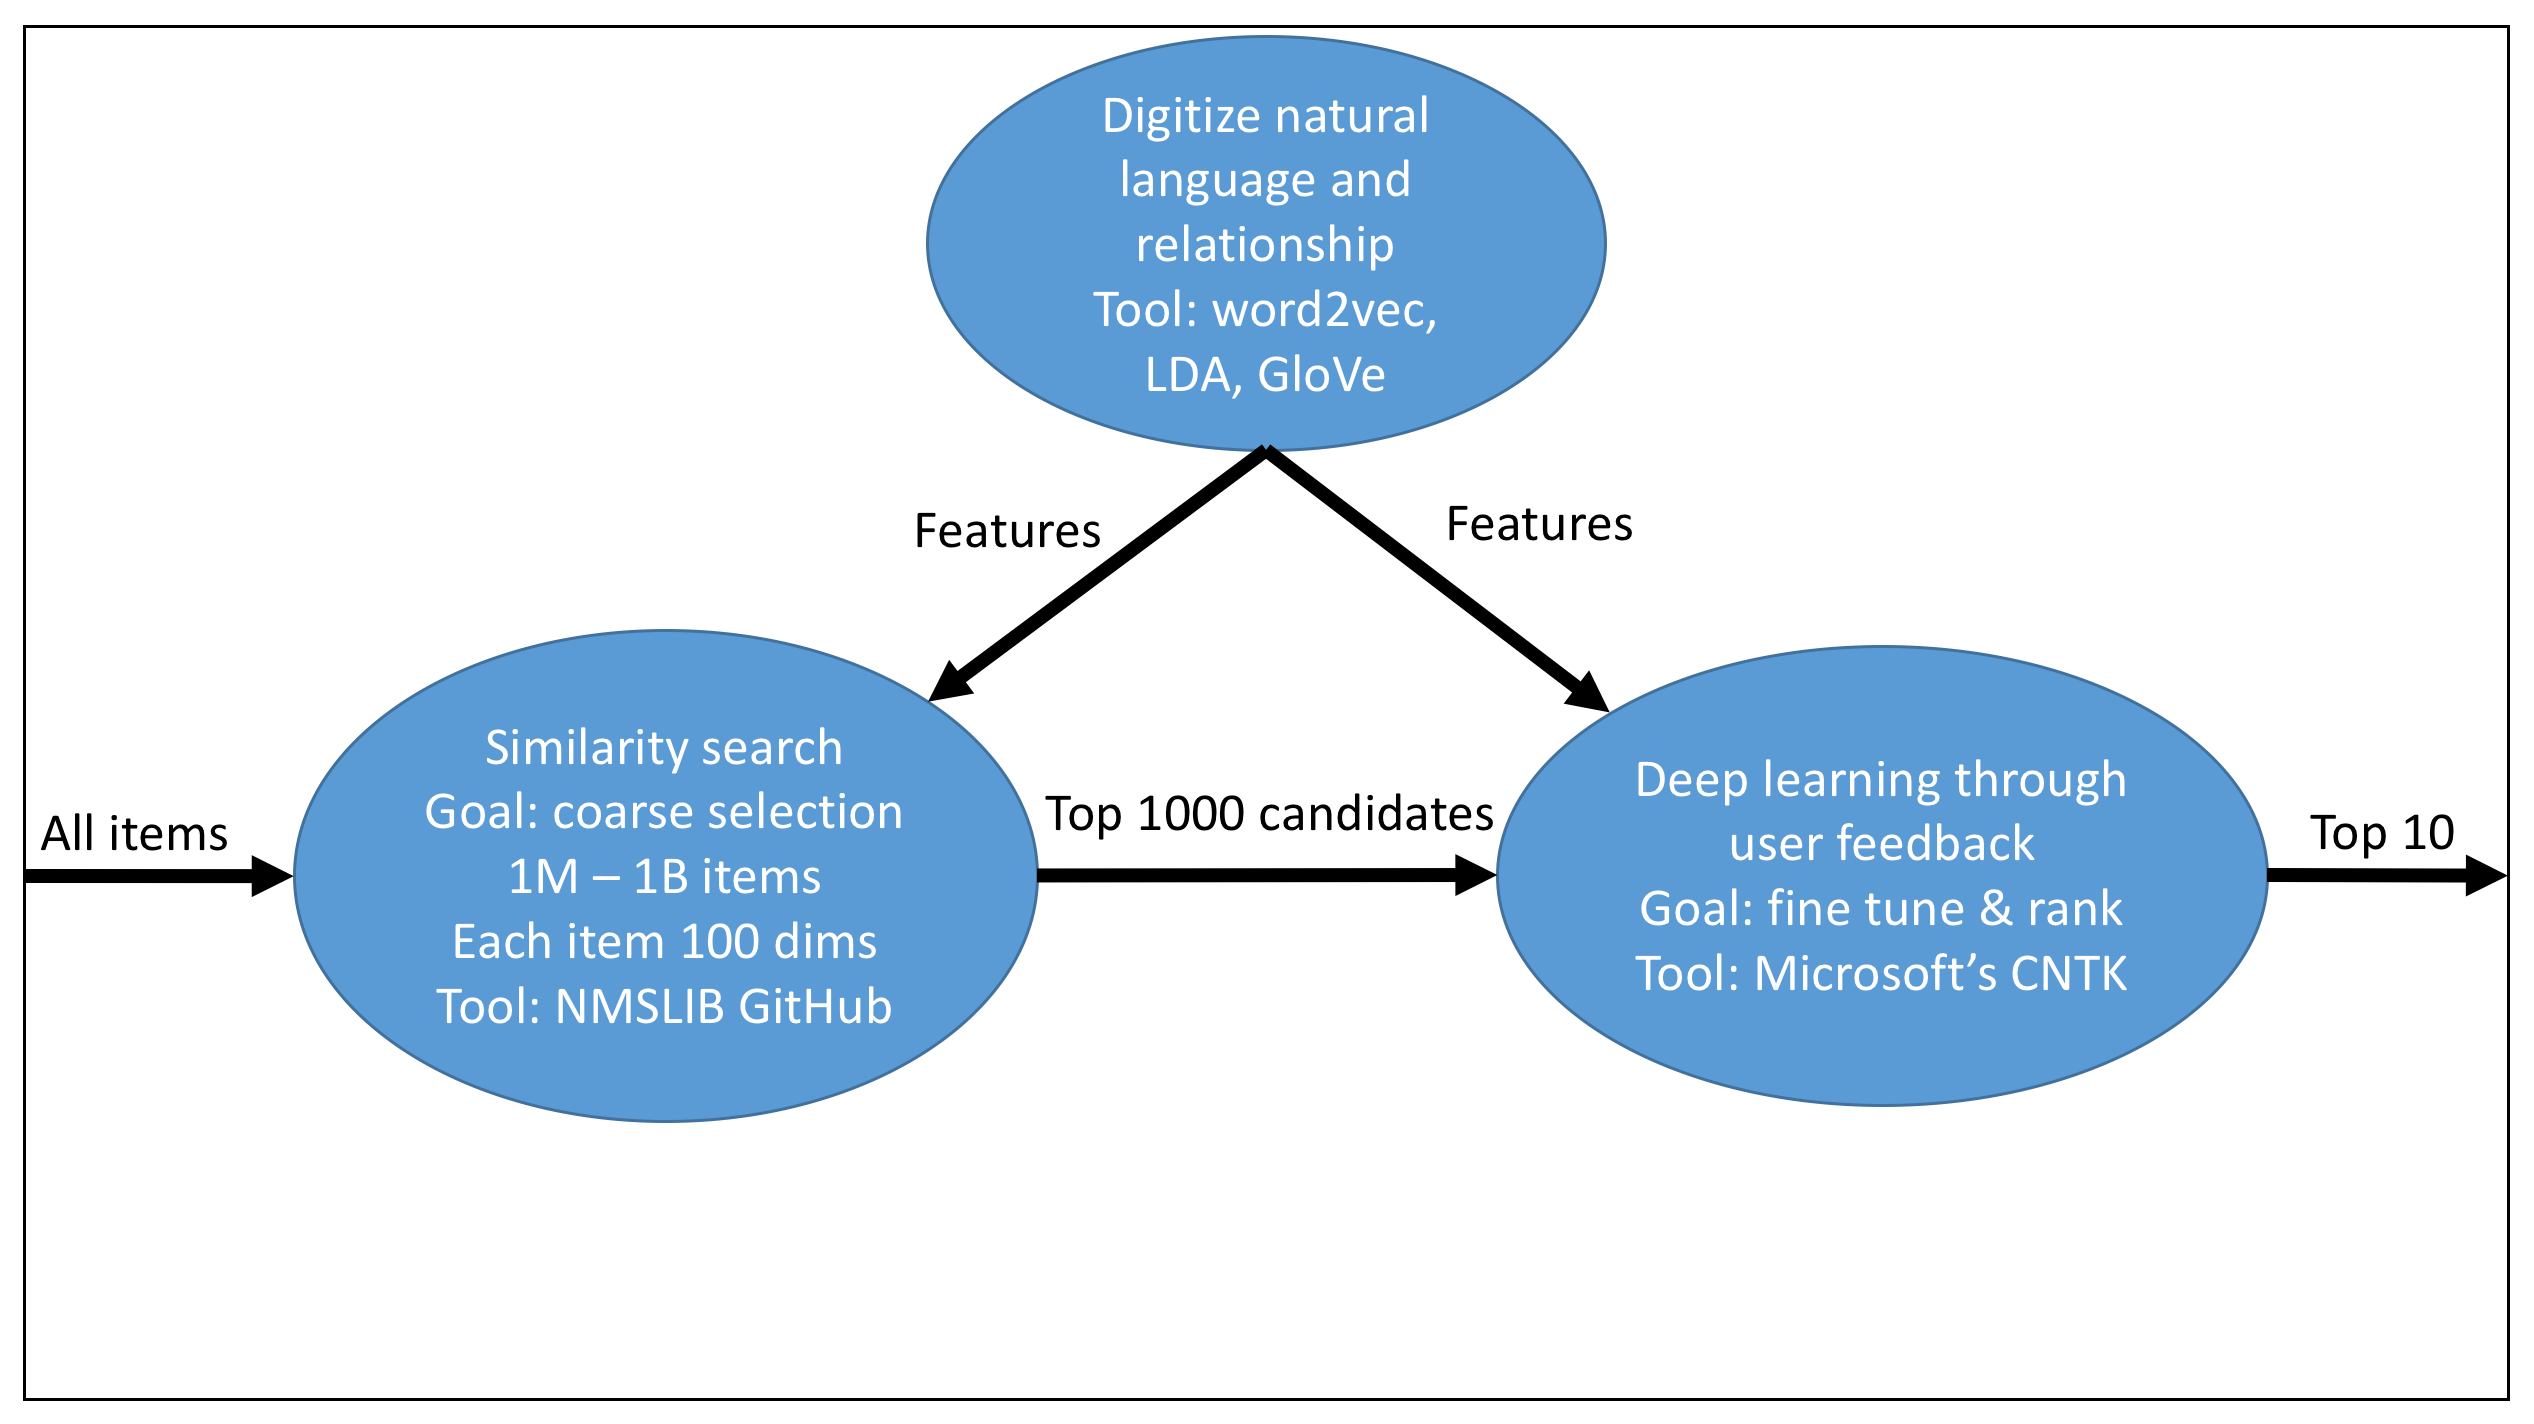 Digitize natural
language and
relationship
Tool: word2vec,
LDA, GloVe
Features
Features
All items
Similarity search
Goal: coarse selection
1M – 1B items
Each item 100 dims
Tool: NMSLIB GitHub
Top 1000 candidates
Deep learning through
user feedback
Goal: fine tune & rank
Tool: Microsoft’s CNTK
Top 10